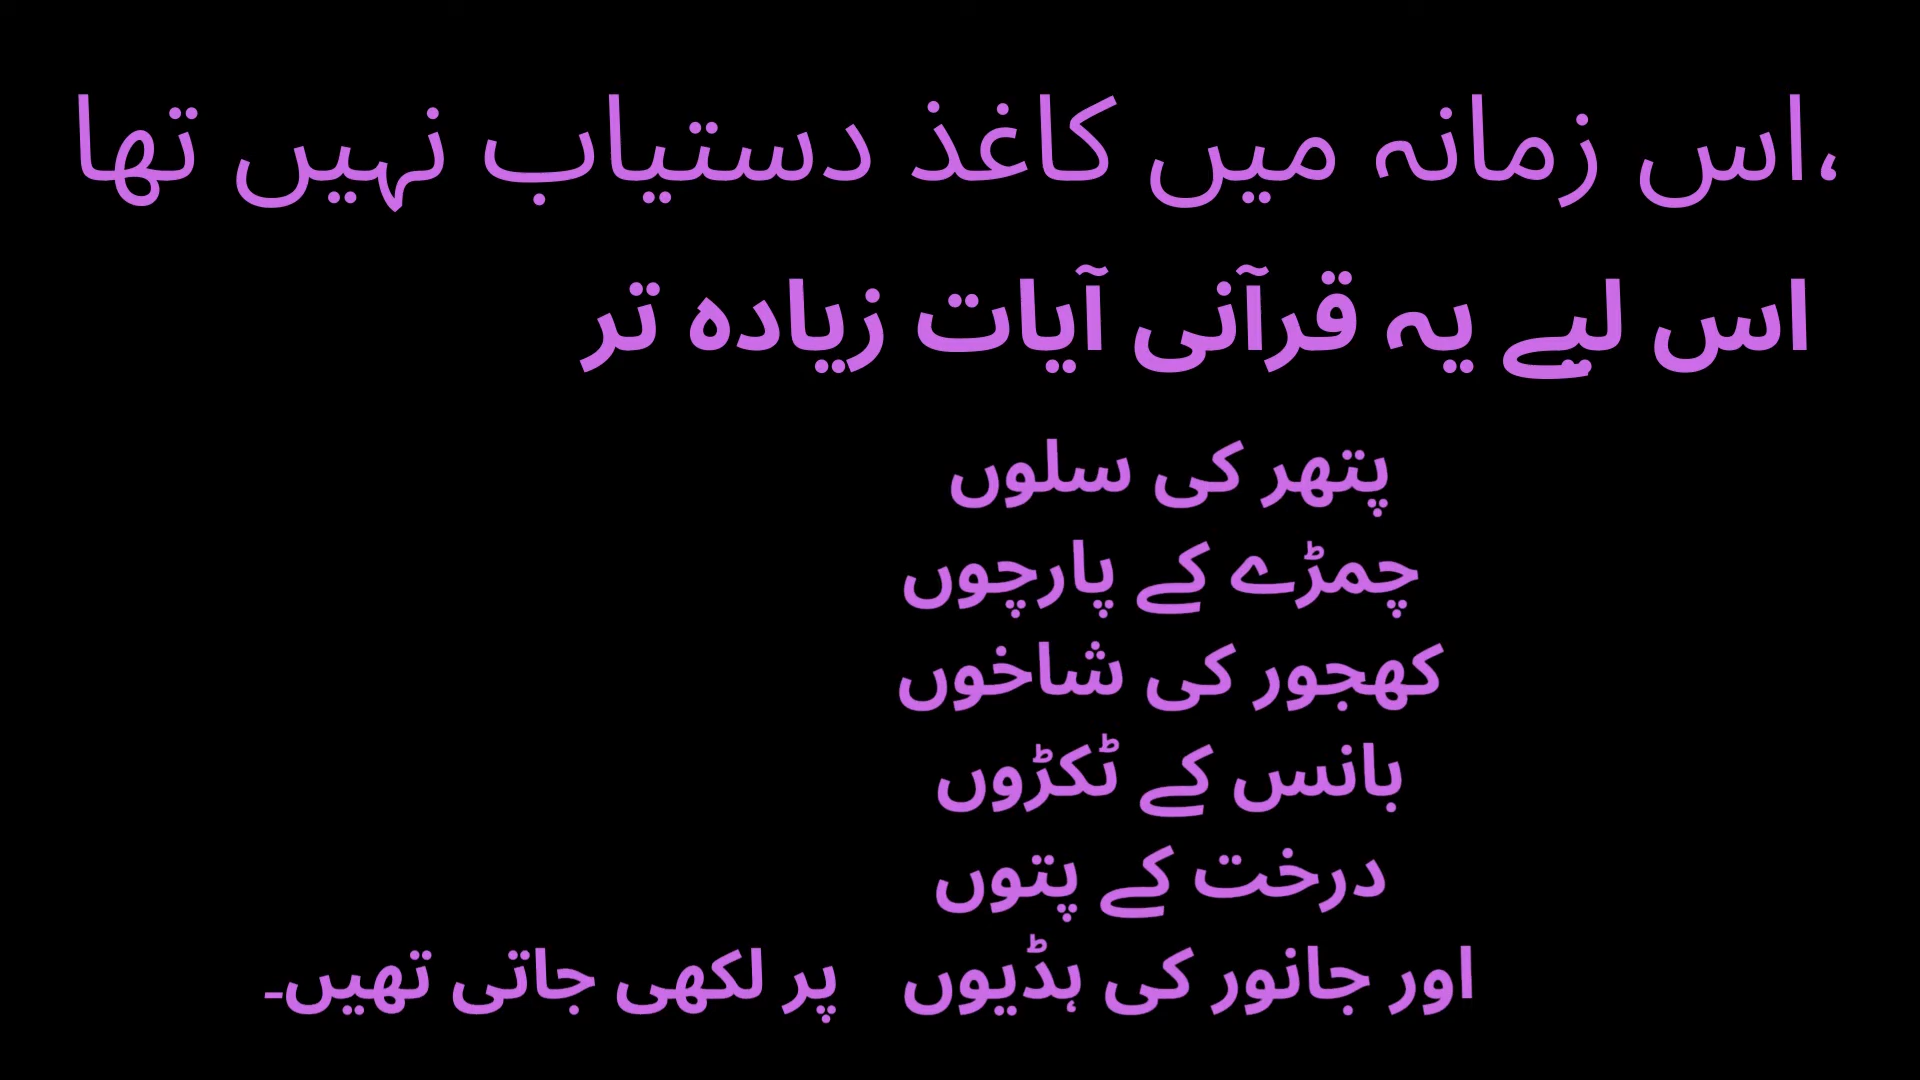 ،اس زمانہ میں کاغذ دستیاب نہیں تھا
اس لیے یہ قرآنی آیات زیادہ تر
پتھر کی سلوں
چمڑے کے پارچوں
کھجور کی شاخوں
بانس کے ٹکڑوں
درخت کے پتوں
اور جانور کی ہڈیوں پر لکھی جاتی تھیں۔